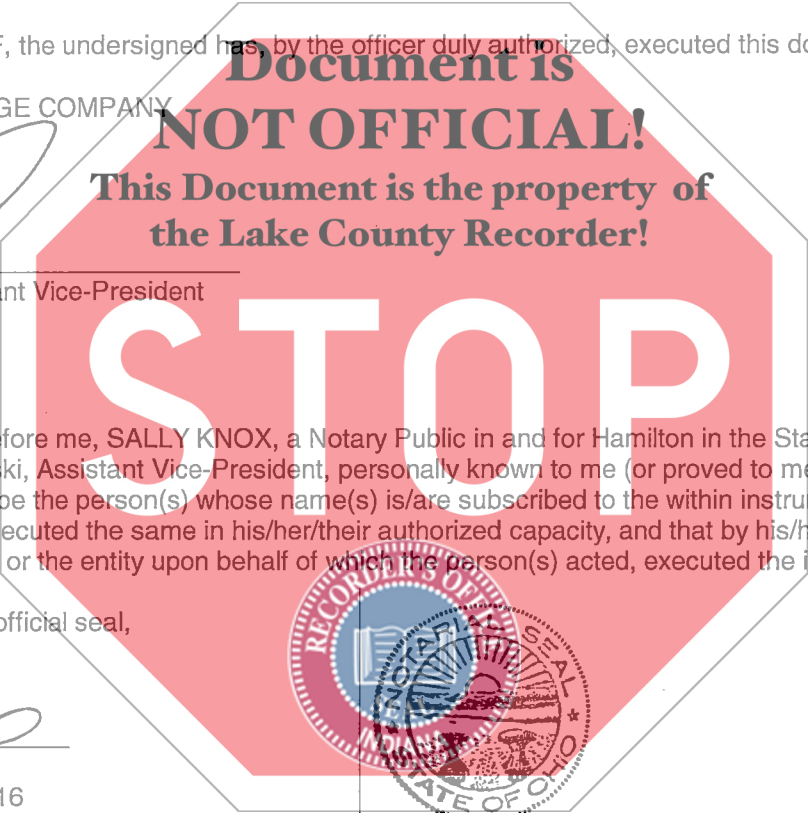 F, the undersigned has, by the officer duly authorized, executed this do
Document is
GE COMPANY
NOT OFFICIAL!
This Document is the property of
the Lake County Recorder!
nt Vice-President
STOP
efore me, SALLY KNOX, a Notary Public in and for Hamilton in the Sta
ki, Assistant Vice-President, personally known to me (or proved to me
be the person(s) whose name(s) is/are subscribed to the within instru
ecuted the same in his/her/their authorized capacity, and that by his/h
or the entity upon behalf of which the person(s) acted, executed the i
RECORDER'S OFFI
official seal,
NOTARIAL SEAL
SEAL
INDIANA
STATE OF OHIO
16